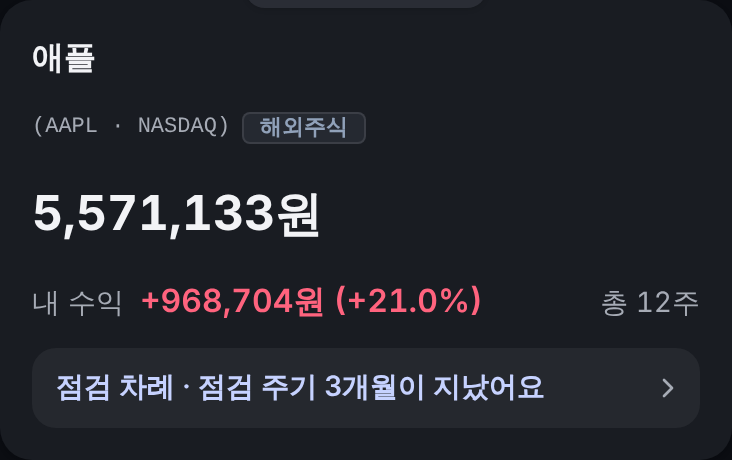 애플
(AAPL · NASDAQ) 해외주식
5,571,133원
내 수익 +968,704원 (+21.0%) 총 12주
점검 차례 · 점검 주기 3개월이 지났어요